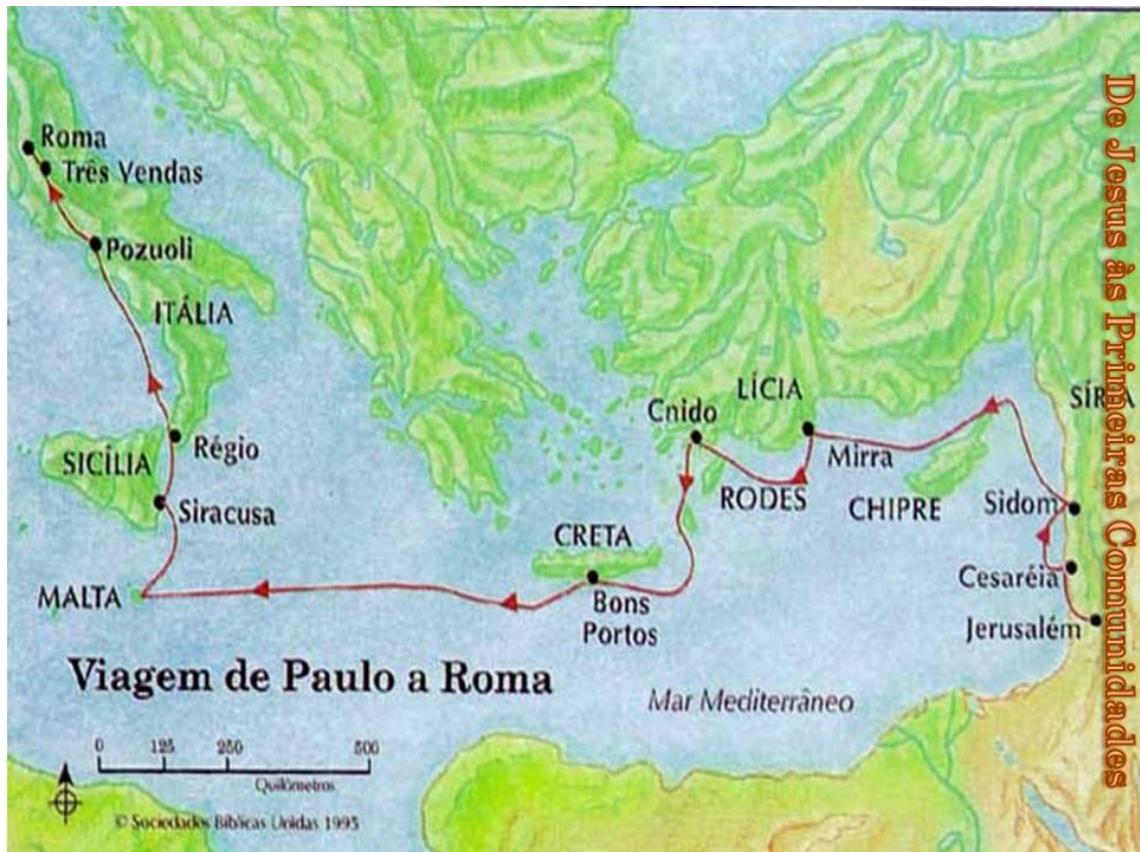 Roma
Três Vendas
Pozuoli
ITÁLIA
LÍCIA
SÍRIA
Cnido
Régio
Mirra
SICÍLIA
RODES
CHIPRE
Sidom
Siracusa
CRETA
Cesaréia
MALTA
Bons
Portos
Jerusalém
Viagem de Paulo a Roma
Mar Mediterrâneo
0 125 250 500
Quilômetros
© Sociedades Bíblicas Unidas 1995
De Jesus às Primeiras Comunidades